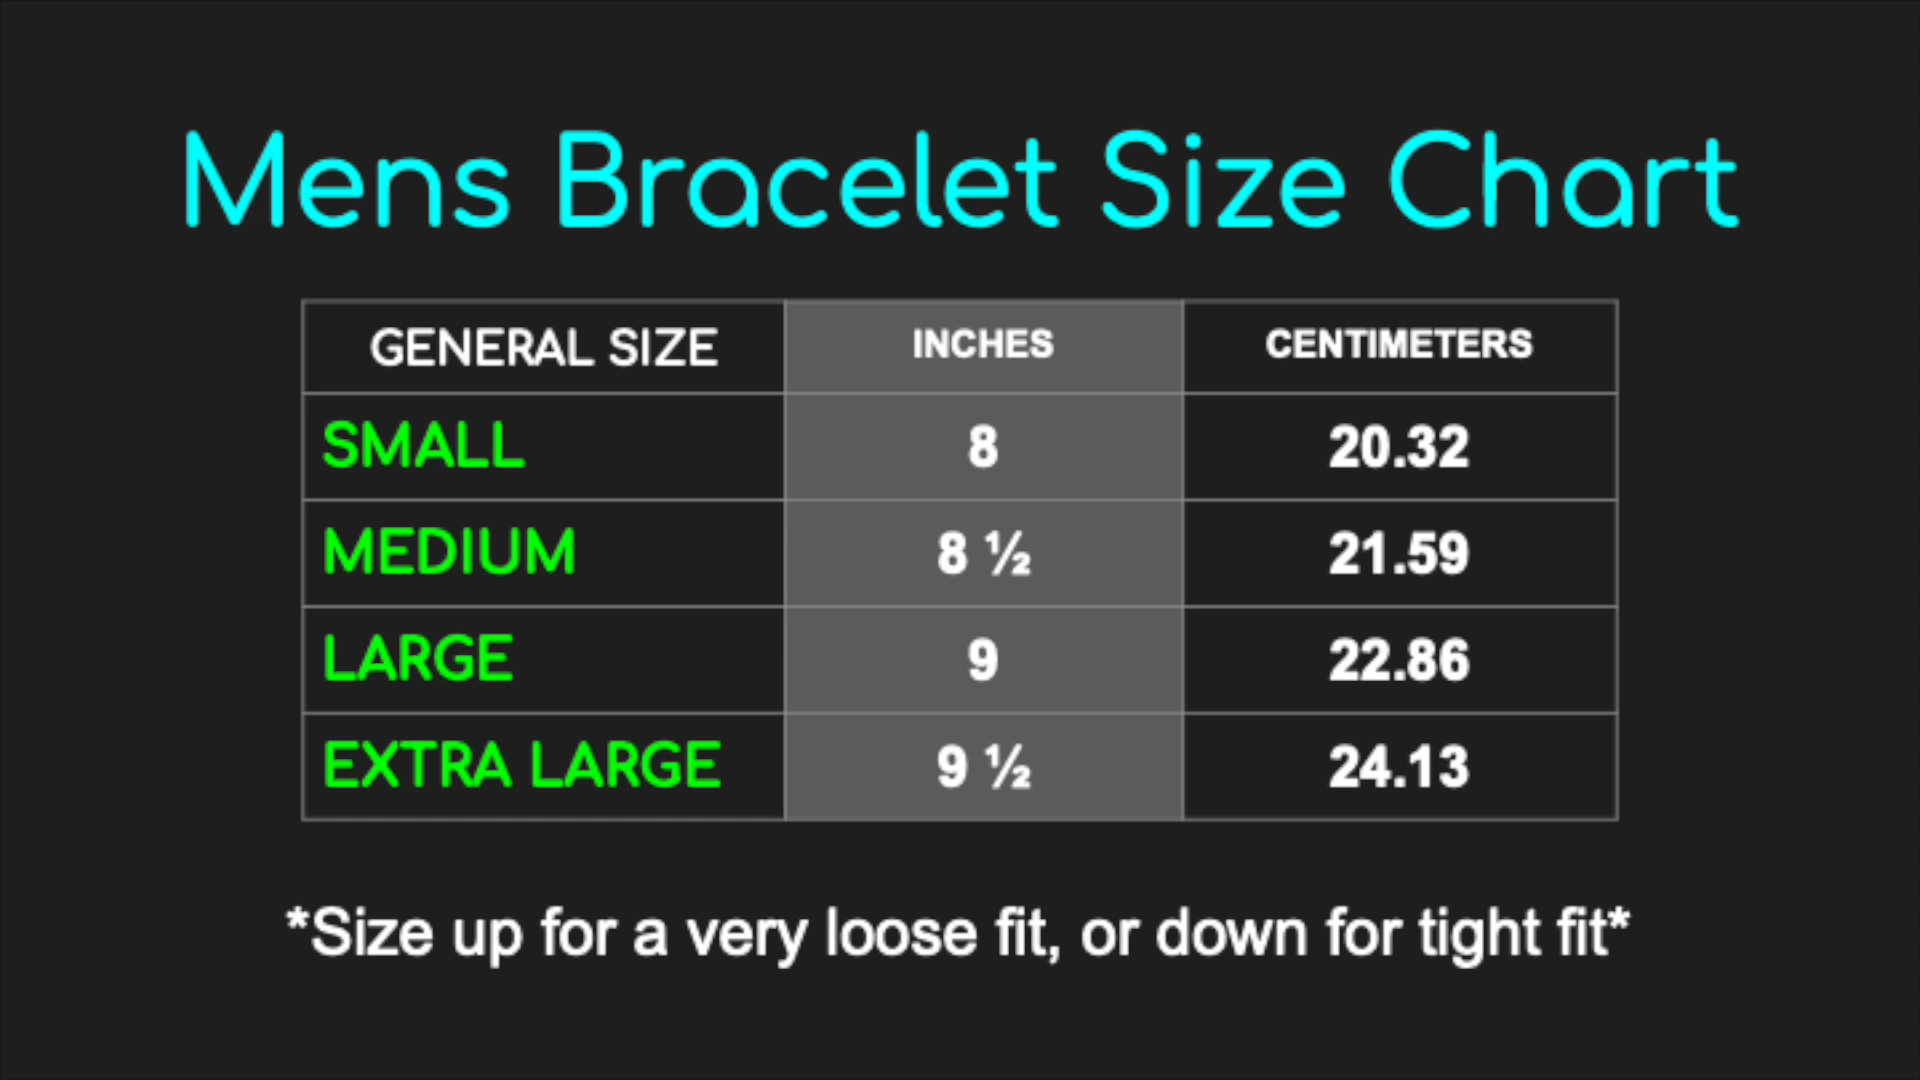 Mens Bracelet Size Chart
GENERAL SIZE INCHES CENTIMETERS
SMALL 8 20.32
MEDIUM 8 ½ 21.59
LARGE 9 22.86
EXTRA LARGE 9 ½ 24.13
*Size up for a very loose fit, or down for tight fit*